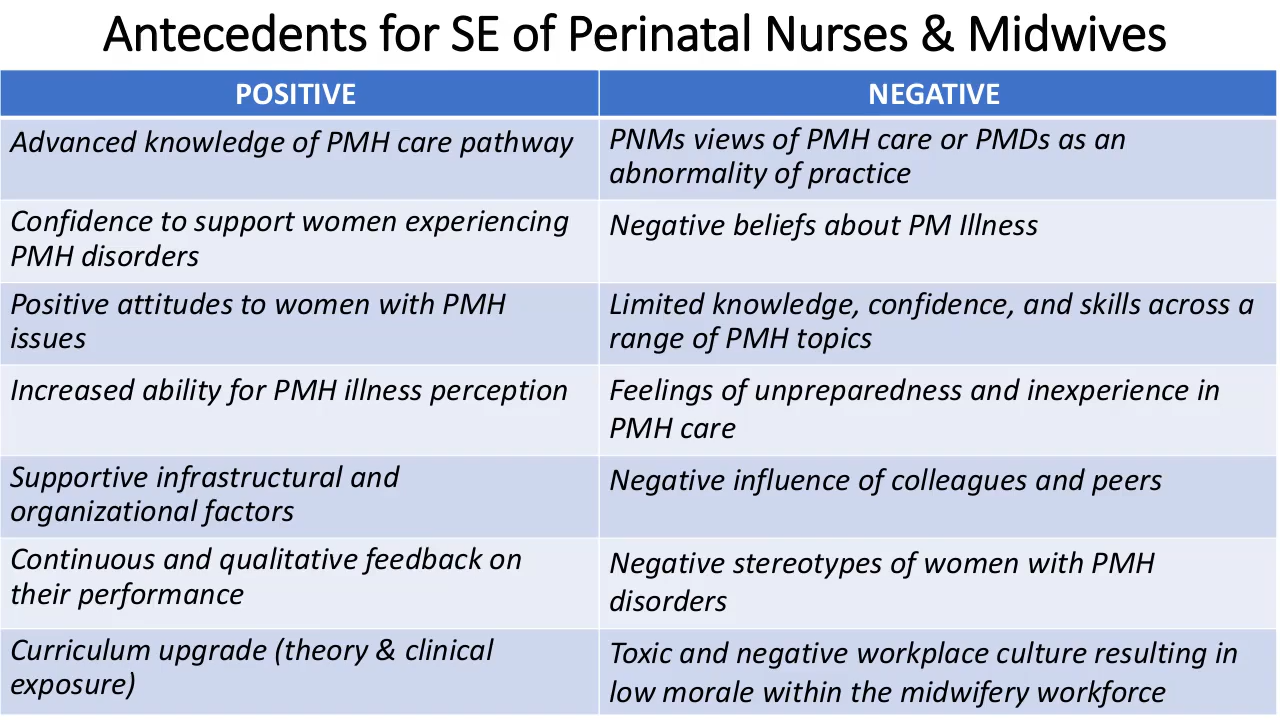 Antecedents for SE of Perinatal Nurses & Midwives
POSITIVE
NEGATIVE
Advanced knowledge of PMH care pathway
PNMs views of PMH care or PMDs as an
abnormality of practice
Confidence to support women experiencing
PMH disorders
Negative beliefs about PM Illness
Positive attitudes to women with PMH
issues
Limited knowledge, confidence, and skills across a
range of PMH topics
Increased ability for PMH illness perception
Feelings of unpreparedness and inexperience in
PMH care
Supportive infrastructural and
organizational factors
Negative influence of colleagues and peers
Continuous and qualitative feedback on
their performance
Negative stereotypes of women with PMH
disorders
Curriculum upgrade (theory & clinical
exposure)
Toxic and negative workplace culture resulting in
low morale within the midwifery workforce